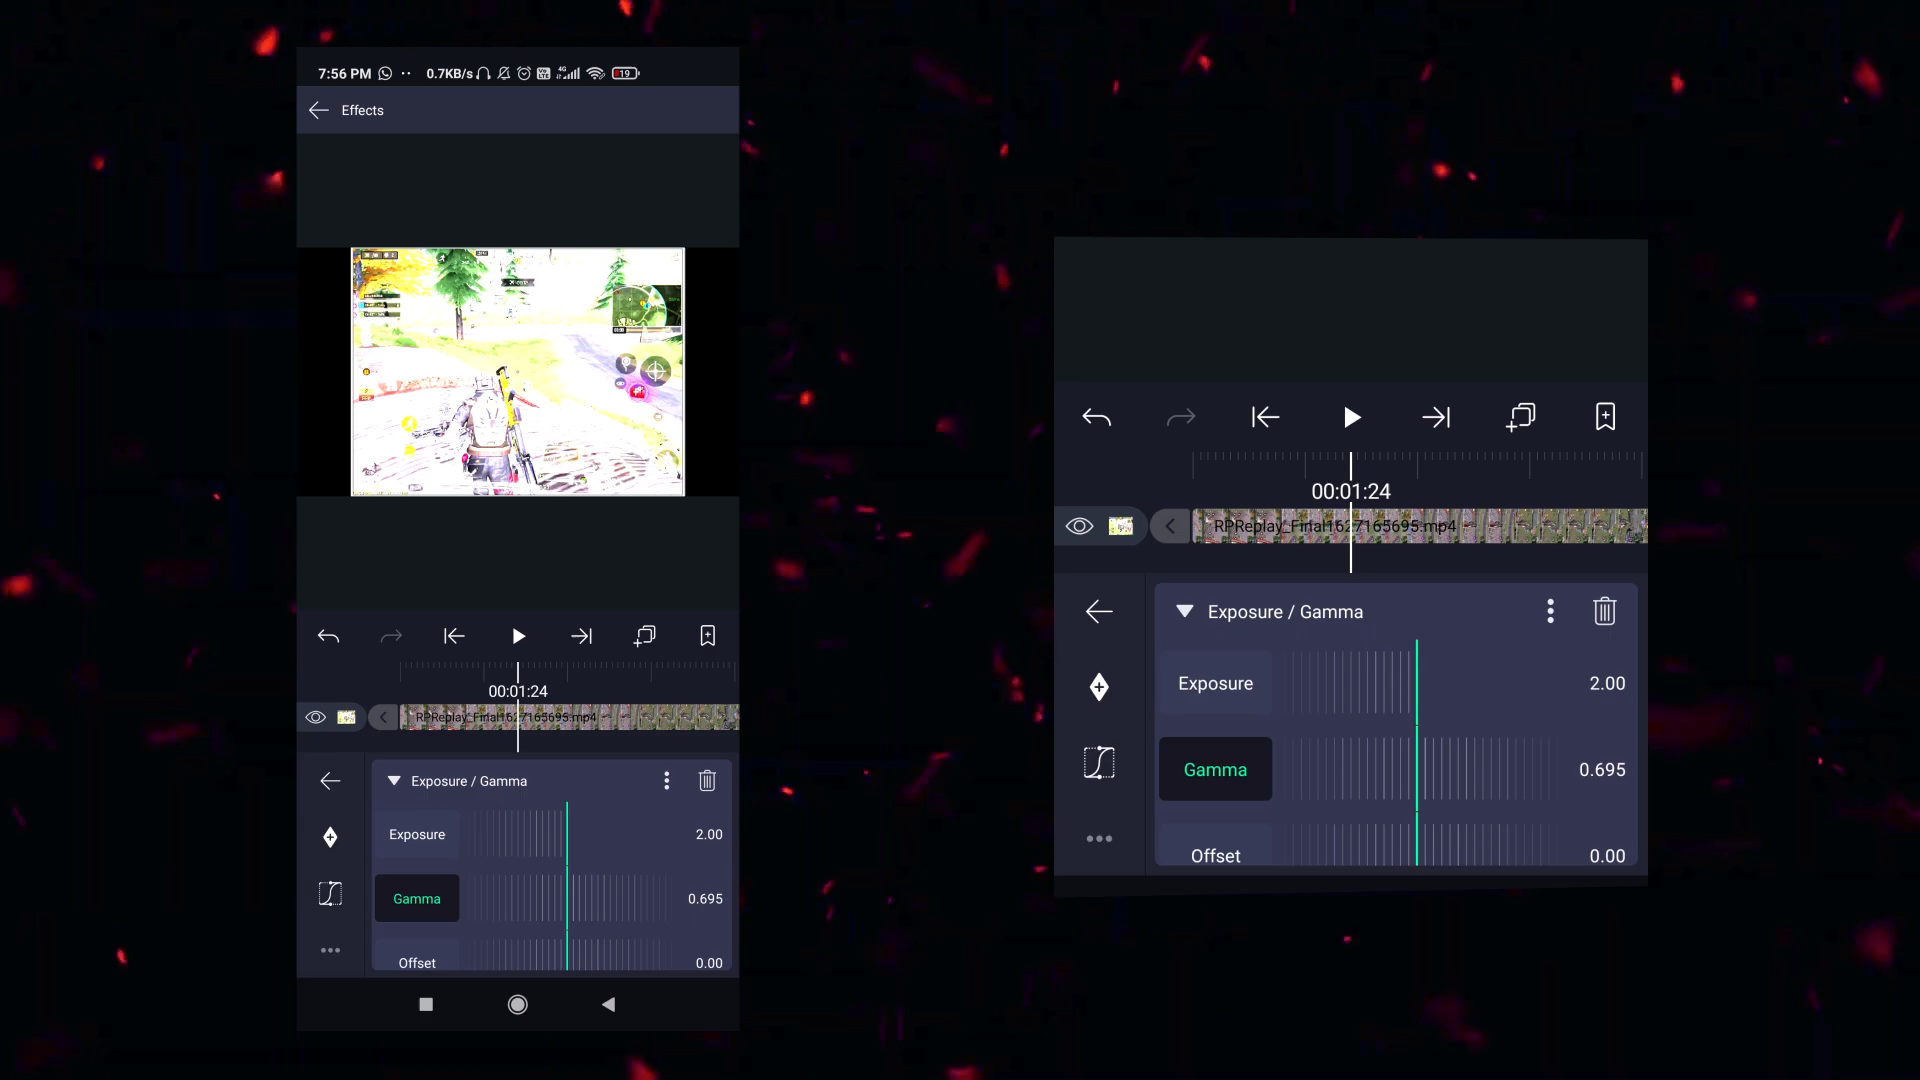 7:56 PM
0.7KB/s
4G
19
Effects
00:01:24
RPReplay_Final1627165695.mp4
Exposure / Gamma
Exposure
2.00
Gamma
0.695
Offset
0.00
00:01:24
RPReplay_Final1627165695.mp4
Exposure / Gamma
Exposure
2.00
Gamma
0.695
Offset
0.00